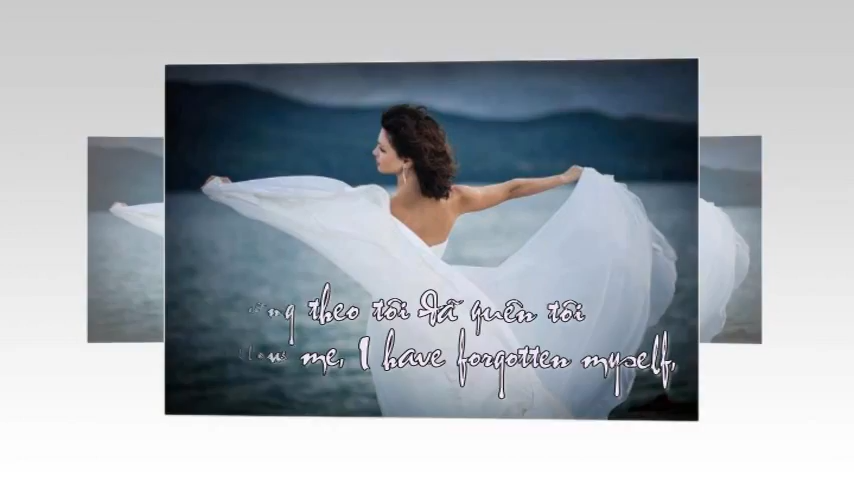 theo tôi đã quên tôi
me, I have forgotten myself,